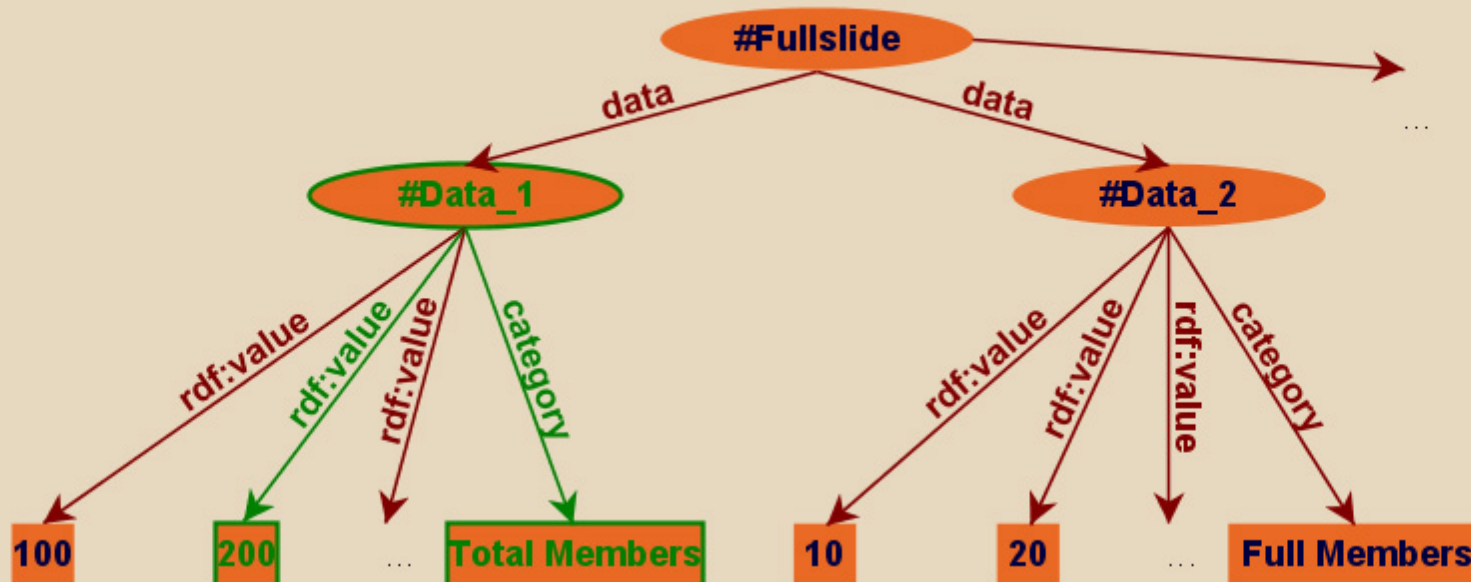 #Fullslide
data
data
...
#Data_1
#Data_2
rdf:value
rdf:value
rdf:value
category
rdf:value
rdf:value
rdf:value
category
100
200
...
Total Members
10
20
...
Full Members